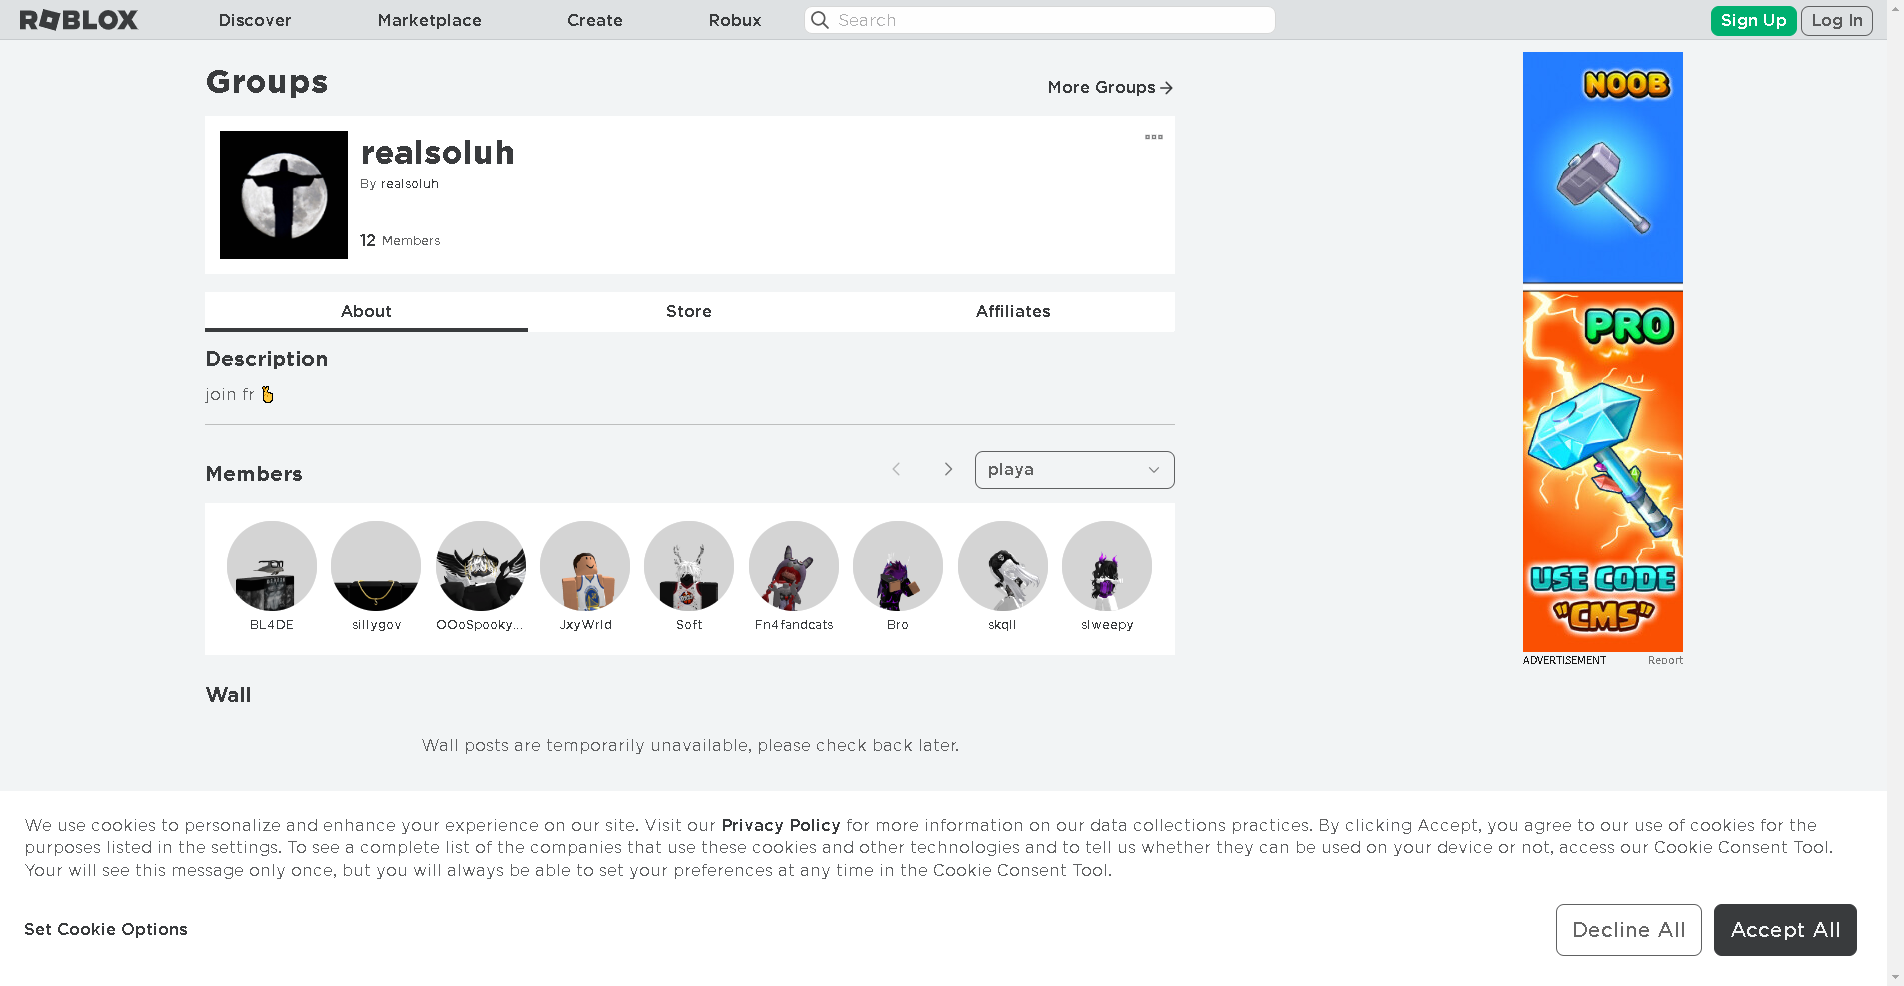 ROBLOX
Discover
Marketplace
Create
Robux
Search
Sign Up
Log In
Groups
More Groups
realsoluh
By realsoluh
12 Members
About
Store
Affiliates
Description
join fr 🫰
Members
playa
BL4DE
sillygov
OOoSpooky...
JxyWrld
Soft
Fn4fandcats
Bro
skqll
slweepy
Wall
Wall posts are temporarily unavailable, please check back later.
NOOB
PRO
USE CODE
"CMS"
ADVERTISEMENT
Report
We use cookies to personalize and enhance your experience on our site. Visit our Privacy Policy for more information on our data collections practices. By clicking Accept, you agree to our use of cookies for the
purposes listed in the settings. To see a complete list of the companies that use these cookies and other technologies and to tell us whether they can be used on your device or not, access our Cookie Consent Tool.
Your will see this message only once, but you will always be able to set your preferences at any time in the Cookie Consent Tool.
Set Cookie Options
Decline All
Accept All